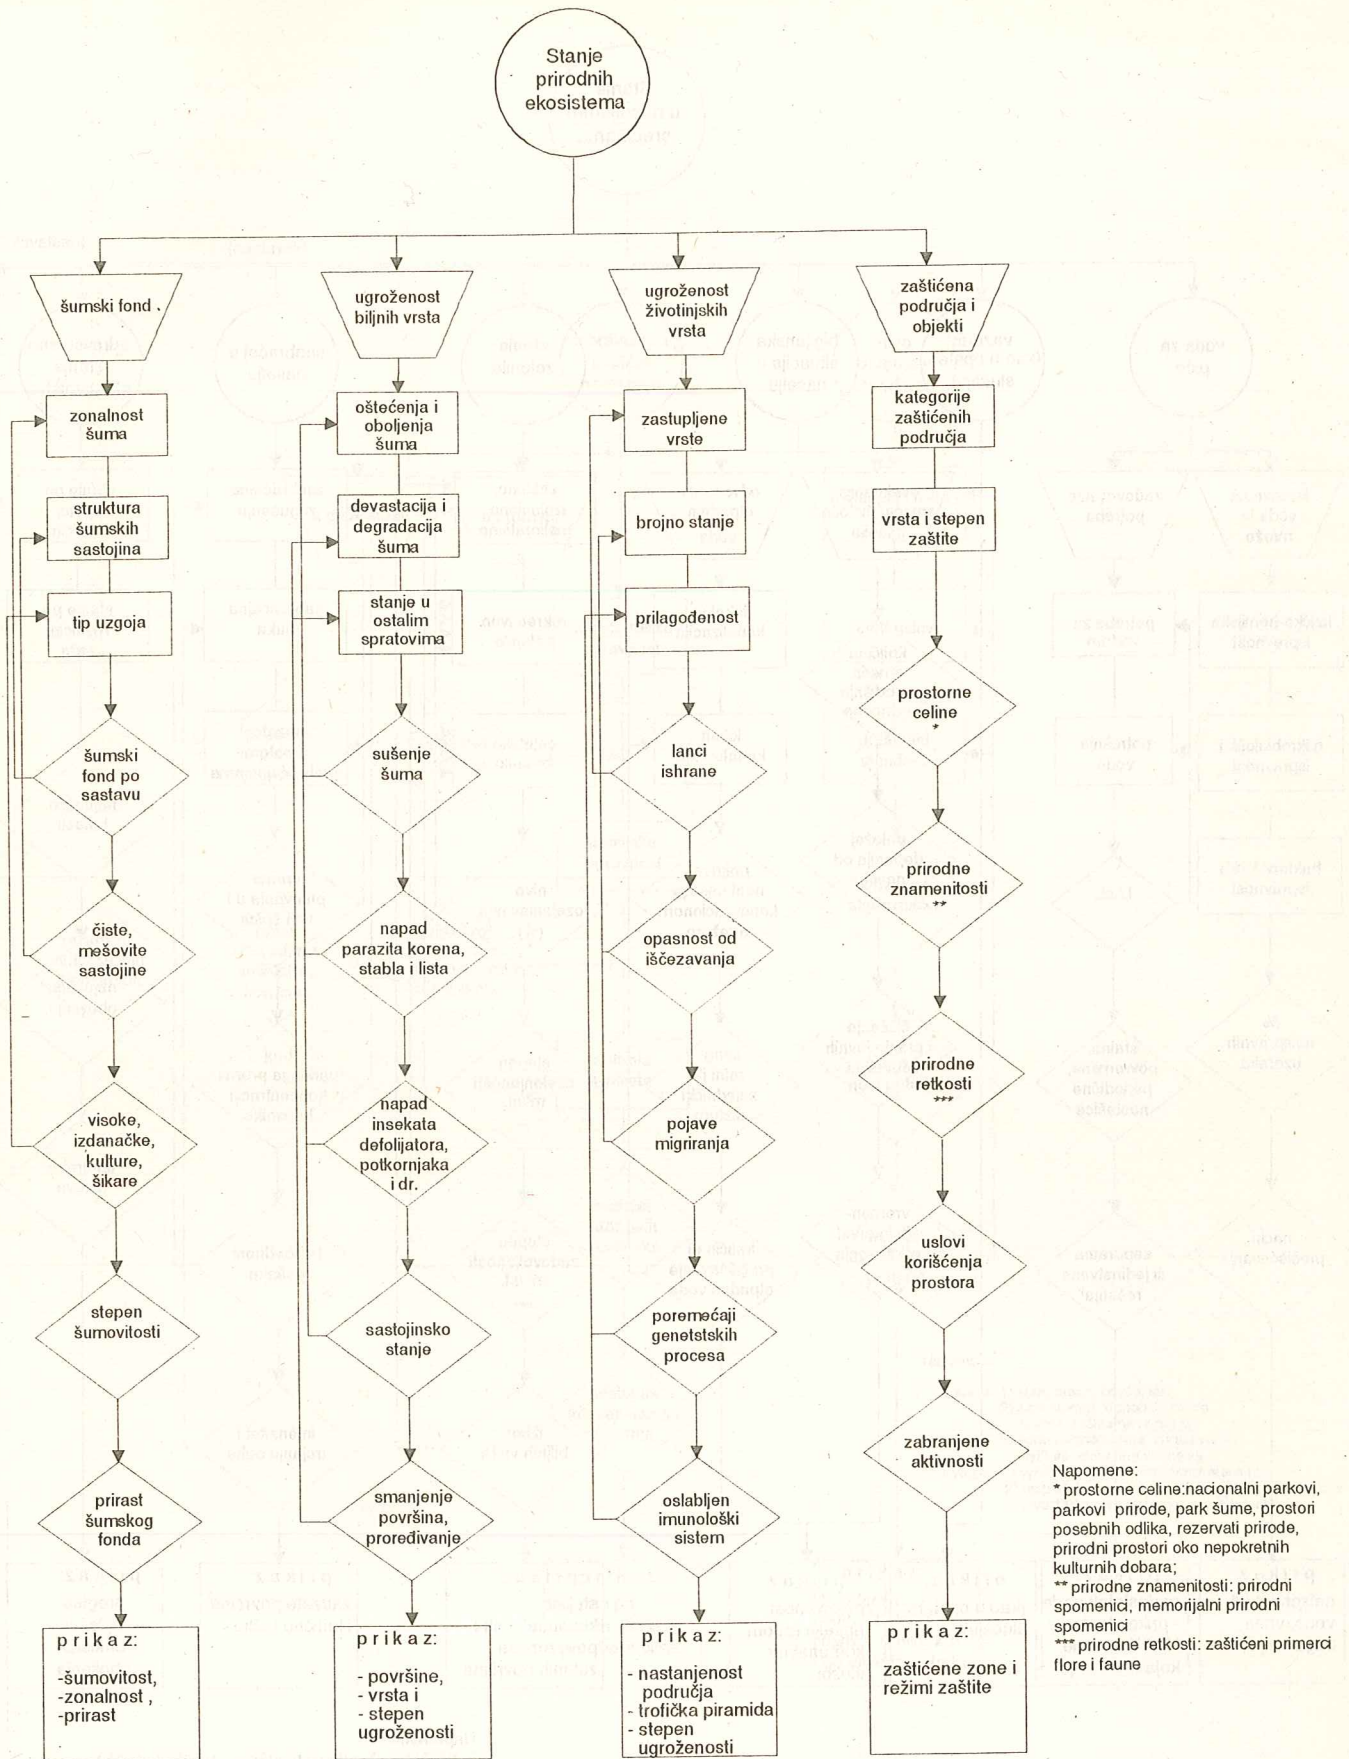 Stanje
prirodnih
ekosistema
šumski fond .
zonalnost
šuma
struktura
šumskih
sastojina
tip uzgoja
šumski
fond po
sastavu
čiste,
mešovite
sastojine
visoke,
izdanačke,
kulture,
šikare
stepen
šumovitosti
prirast
šumskog
fonda
p r i k a z:
-šumovitost,
-zonalnost ,
-prirast
ugroženost
biljnih vrsta
oštećenja i
oboljenja
šuma
devastacija i
degradacija
šuma
stanje u
ostalim
spratovima
sušenje
šuma
napad
parazita korena,
stabla i lista
napad
insekata
defolijatora,
potkornjaka
i dr.
sastojinsko
stanje
smanjenje
površina,
proređivanje
p r i k a z:
- površine,
- vrsta i
- stepen
ugroženosti
ugroženost
životinjskih
vrsta
zastupljene
vrste
brojno stanje
prilagođenost
lanci
ishrane
opasnost od
iščezavanja
pojave
migriranja
poremećaji
genetstskih
procesa
oslabljen
imunološki
sistem
p r i k a z:
- nastanjenost
područja
- trofička piramida
- stepen
ugroženosti
zaštićena
područja i
objekti
kategorije
zaštićenih
područja
vrsta i stepen
zaštite
prostorne
celine
*
prirodne
znamenitosti
**
prirodne
retkosti
***
uslovi
korišćenja
prostora
zabranjene
aktivnosti
p r i k a z:
zaštićene zone i
režimi zaštite
Napomene:
* prostorne celine:nacionalni parkovi,
parkovi prirode, park šume, prostori
posebnih odlika, rezervati prirode,
prirodni prostori oko nepokretnih
kulturnih dobara;
** prirodne znamenitosti: prirodni
spomenici, memorijalni prirodni
spomenici
*** prirodne retkosti: zaštićeni primerci
flore i faune